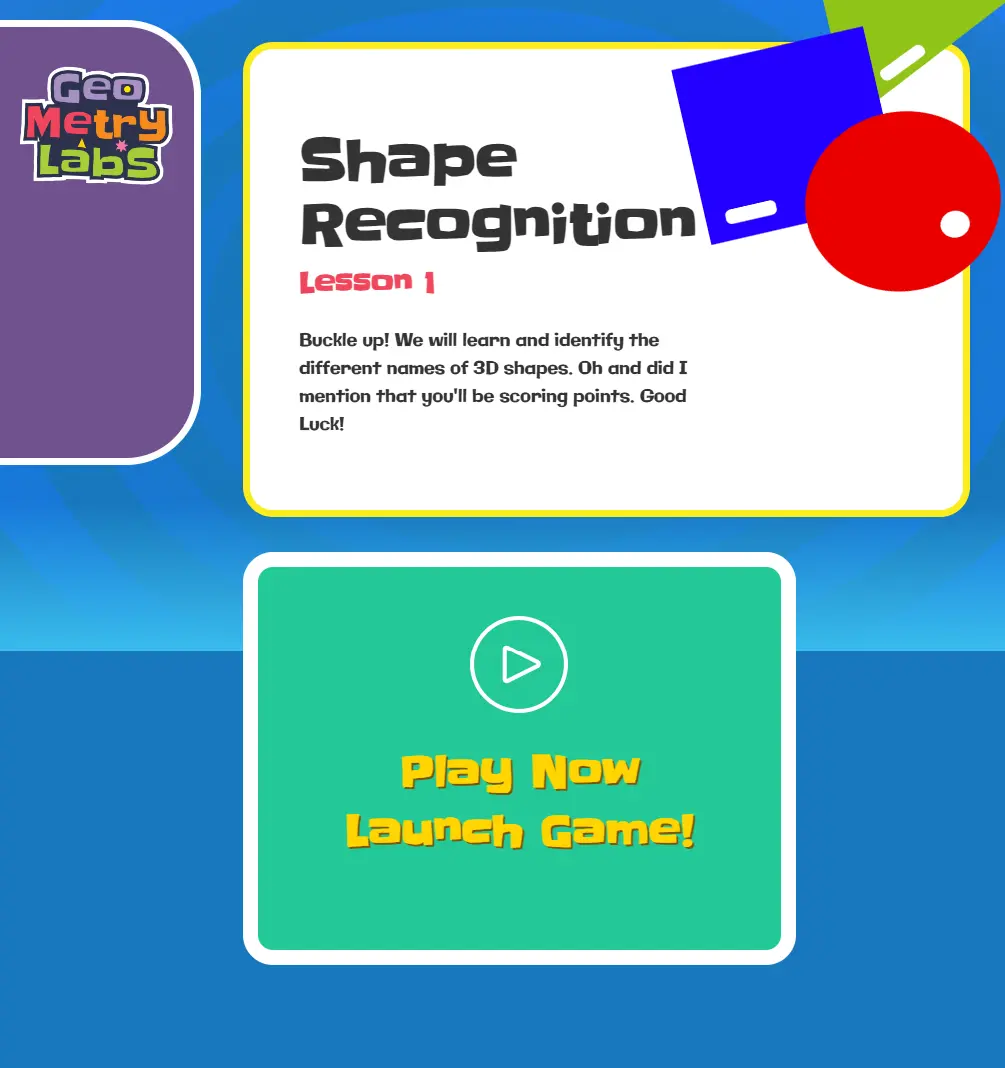 Geo
Metry
Labs
Shape
Recognition
Lesson 1
Buckle up! We will learn and identify the
different names of 3D shapes. Oh and did I
mention that you'll be scoring points. Good
Luck!
Play Now
Launch Game!